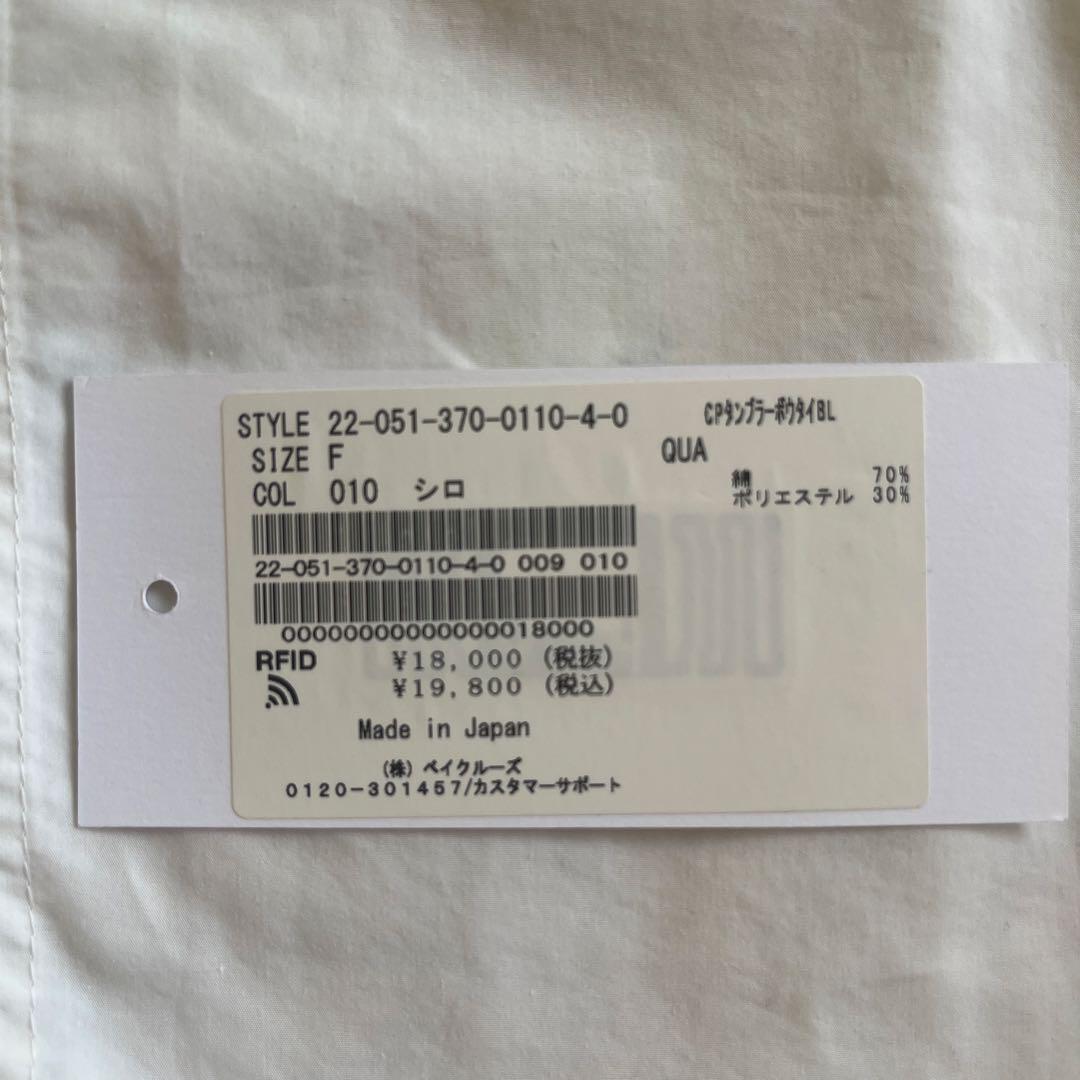 STYLE 22-051-370-0110-4-0 CPﾀﾝﾌﾞﾗｰﾎﾞｳﾀｲBL
SIZE F QUA
COL 010 シロ 綿 70%
ポリエステル 30%
22-051-370-0110-4-0 009 010
000000000000000018000
RFID ¥18,000 (税抜)
¥19,800 (税込)
Made in Japan
(株) ベイクルーズ
0120-301457/カスタマーサポート